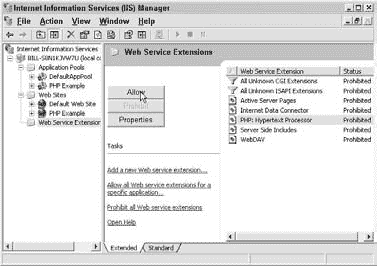 Internet Information Services (IIS) Manager
File Action View Window Help
Internet Information Services
Application Pools
DefaultAppPool
PHP Example
Web Sites
Default Web Site
PHP Example
Web Service Extension
Web Service Extensions
Allow
Prohibit
Properties
Tasks
Add a new Web service extension...
Allow all Web service extensions for a
specific application...
Prohibit all Web service extensions
Open Help
Web Service Extension Status
All Unknown CGI Extensions Prohibited
All Unknown ISAPI Extensions Prohibited
Active Server Pages Prohibited
Internet Data Connector Prohibited
PHP: Hypertext Processor Prohibited
Server Side Includes Prohibited
WebDAV Prohibited
Extended Standard